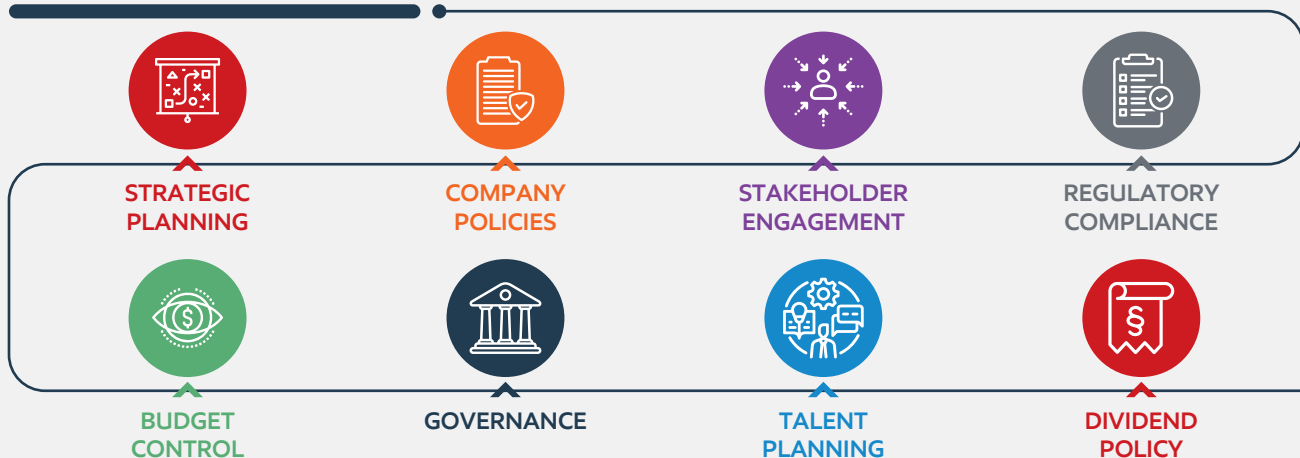 STRATEGIC
PLANNING
COMPANY
POLICIES
STAKEHOLDER
ENGAGEMENT
REGULATORY
COMPLIANCE
$
BUDGET
CONTROL
GOVERNANCE
TALENT
PLANNING
§
DIVIDEND
POLICY